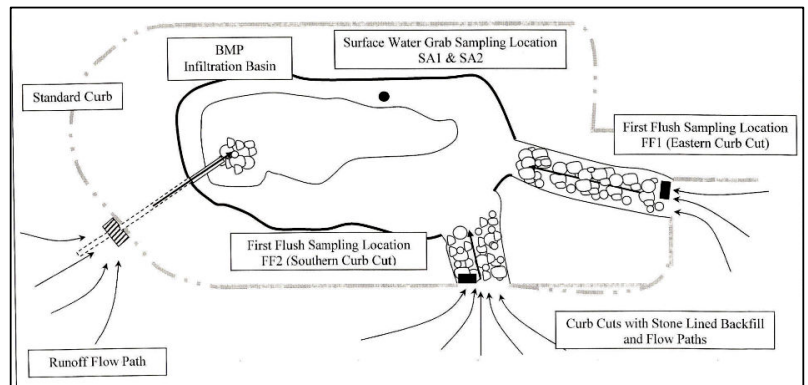 BMP
Infiltration Basin
Surface Water Grab Sampling Location
SA1 & SA2
Standard Curb
First Flush Sampling Location
FF1 (Eastern Curb Cut)
First Flush Sampling Location
FF2 (Southern Curb Cut)
Curb Cuts with Stone Lined Backfill
and Flow Paths
Runoff Flow Path